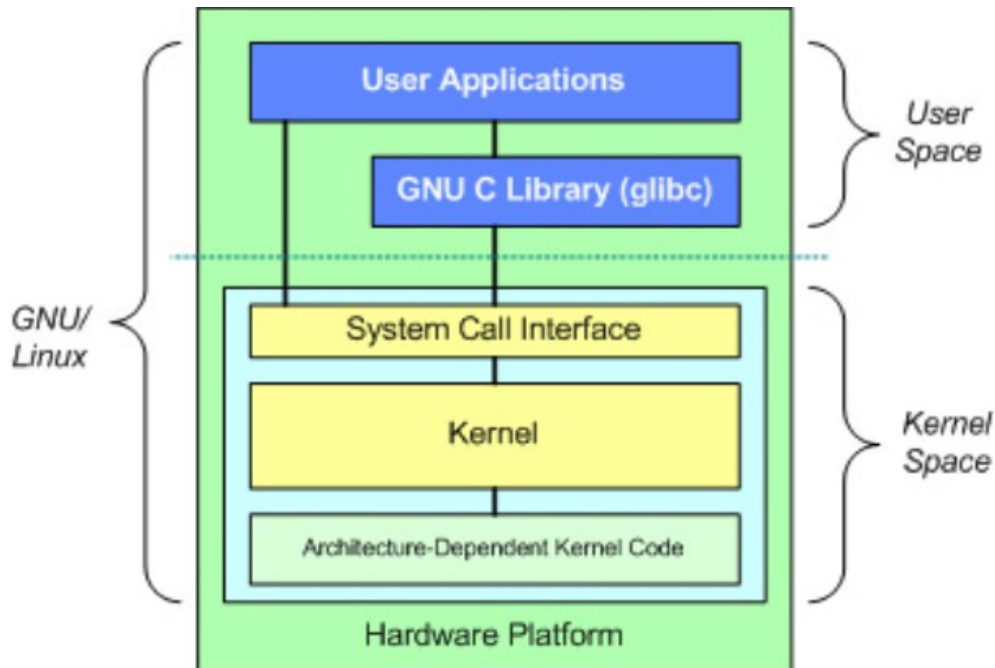 User Applications
User
Space
GNU C Library (glibc)
GNU/
Linux
System Call Interface
Kernel
Kernel
Space
Architecture-Dependent Kernel Code
Hardware Platform